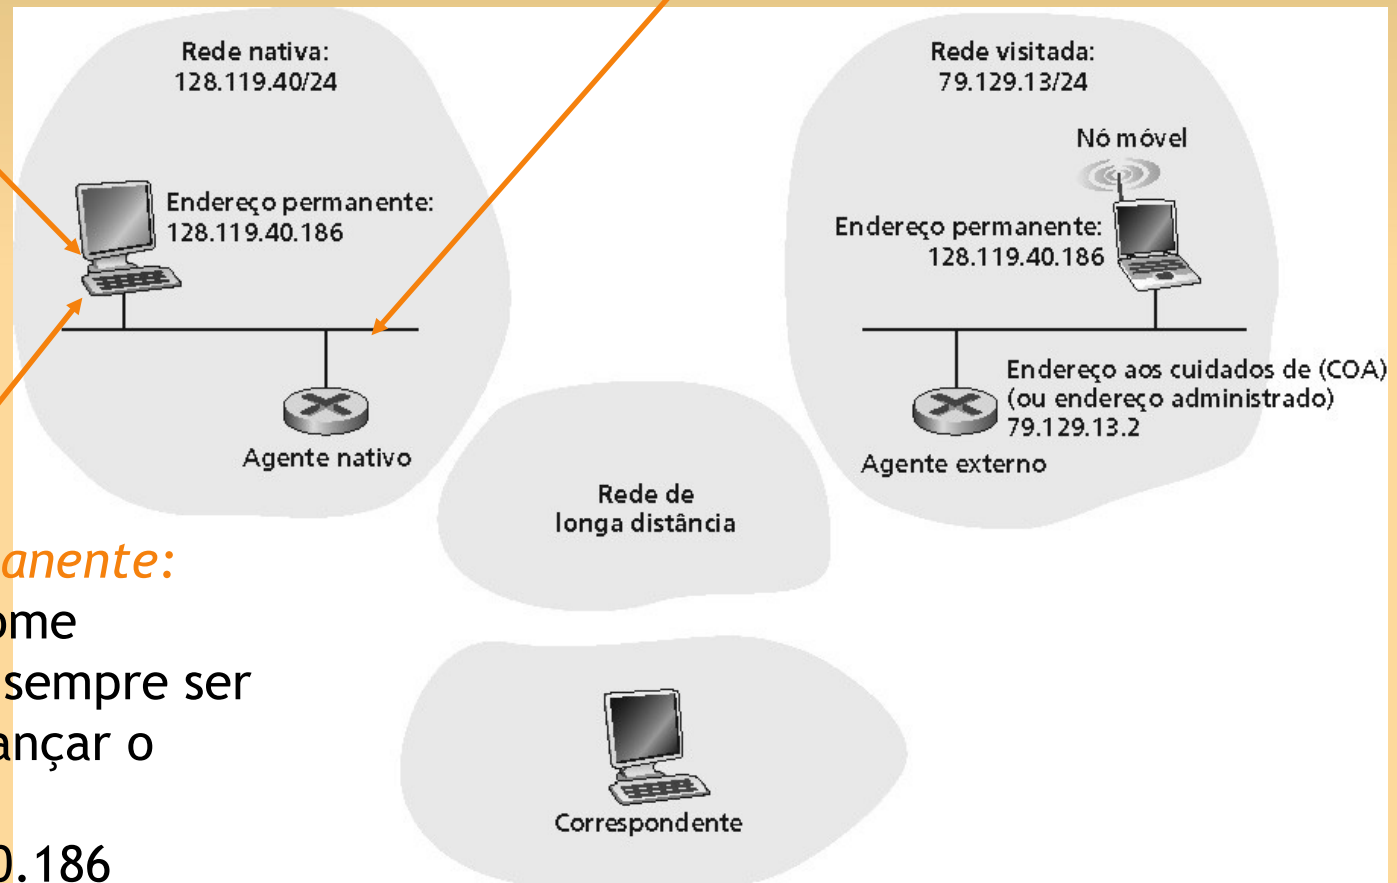 Rede nativa:
128.119.40/24
Endereço permanente:
128.119.40.186
Agente nativo
Rede visitada:
79.129.13/24
Nó móvel
Endereço permanente:
128.119.40.186
Endereço aos cuidados de (COA)
(ou endereço administrado)
79.129.13.2
Agente externo
Rede de
longa distância
Correspondente
anente:
ome
sempre ser
ançar o
0.186